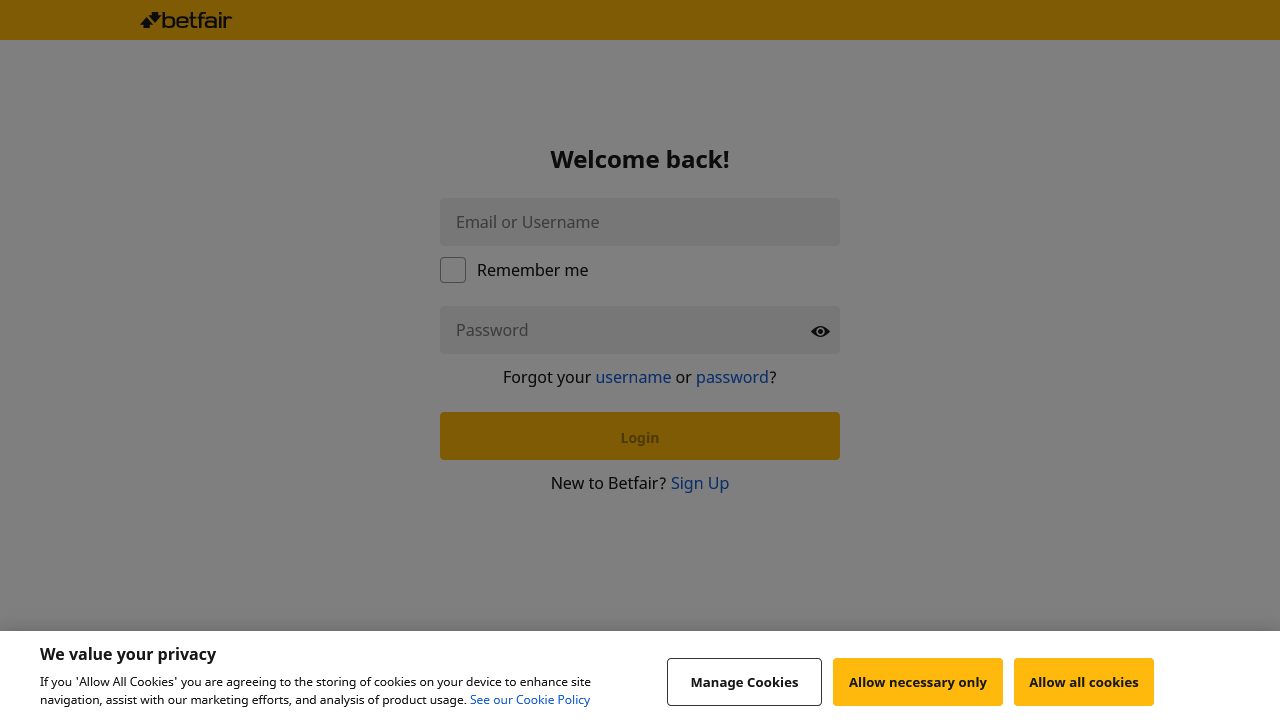 betfair
Welcome back!
Email or Username
Remember me
Password
Forgot your username or password?
Login
New to Betfair? Sign Up
We value your privacy
If you 'Allow All Cookies' you are agreeing to the storing of cookies on your device to enhance site
navigation, assist with our marketing efforts, and analysis of product usage. See our Cookie Policy
Manage Cookies
Allow necessary only
Allow all cookies